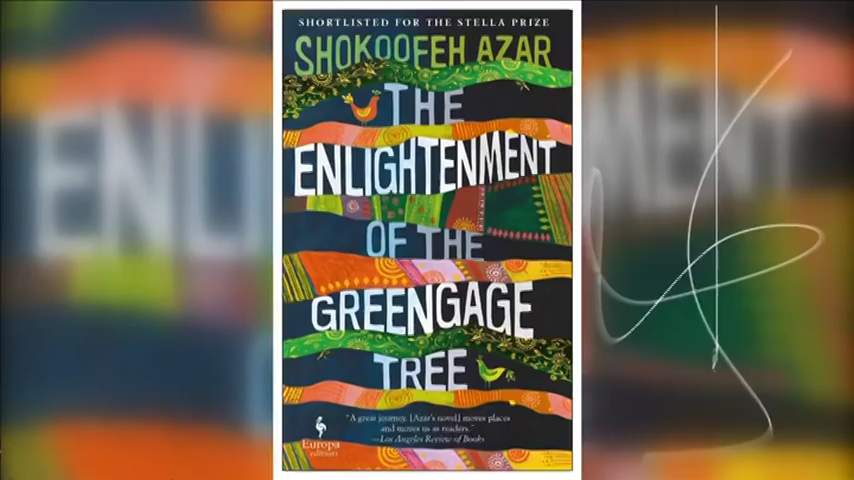 SHORTLISTED FOR THE STELLA PRIZE
SHOKOOFEH AZAR
THE
ENLIGHTENMENT
OF THE
GREENGAGE
TREE
"A great journey. [Azar's novel] moves places
and moves us as readers."
—Los Angeles Review of Books
Europa
editions